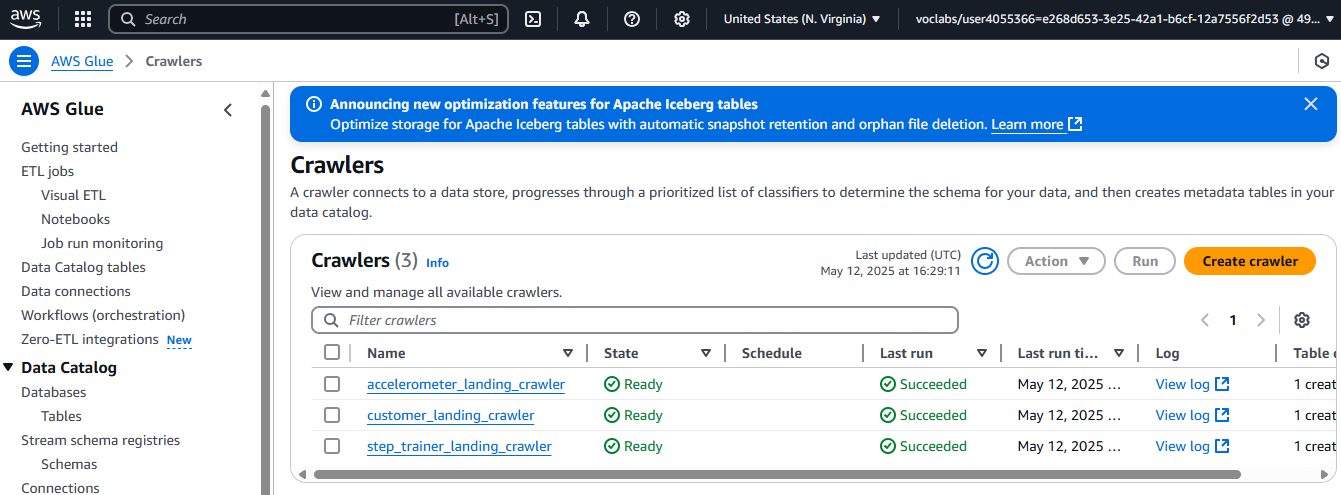 aws
Search [Alt+S] United States (N. Virginia) voclabs/user4055366=e268d653-3e25-42a1-b6cf-12a7556f2d53 @ 49...
AWS Glue > Crawlers
AWS Glue
Getting started
ETL jobs
Visual ETL
Notebooks
Job run monitoring
Data Catalog tables
Data connections
Workflows (orchestration)
Zero-ETL integrations New
Data Catalog
Databases
Tables
Stream schema registries
Schemas
Connections
Announcing new optimization features for Apache Iceberg tables
Optimize storage for Apache Iceberg tables with automatic snapshot retention and orphan file deletion. Learn more
Crawlers
A crawler connects to a data store, progresses through a prioritized list of classifiers to determine the schema for your data, and then creates metadata tables in your
data catalog.
Crawlers (3) Info
Last updated (UTC)
May 12, 2025 at 16:29:11
Action Run Create crawler
View and manage all available crawlers.
Filter crawlers
1
Name State Schedule Last run Last run ti... Log Table c
accelerometer_landing_crawler Ready Succeeded May 12, 2025 ... View log 1 creat
customer_landing_crawler Ready Succeeded May 12, 2025 ... View log 1 creat
step_trainer_landing_crawler Ready Succeeded May 12, 2025 ... View log 1 creat